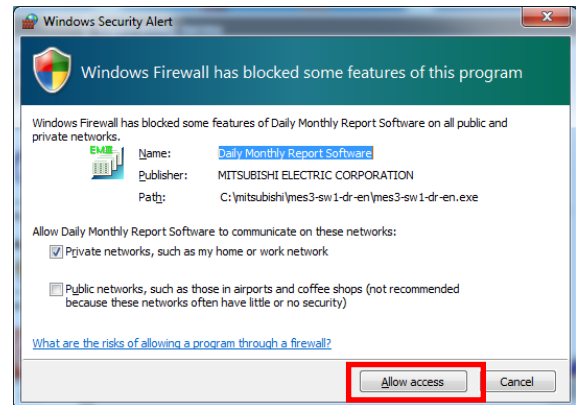 Windows Security Alert
Windows Firewall has blocked some features of this program
Windows Firewall has blocked some features of Daily Monthly Report Software on all public and
private networks.
Name: Daily Monthly Report Software
Publisher: MITSUBISHI ELECTRIC CORPORATION
Path: C:\mitsubishi\mes3-sw1-dr-en\mes3-sw1-dr-en.exe
Allow Daily Monthly Report Software to communicate on these networks:
Private networks, such as my home or work network
Public networks, such as those in airports and coffee shops (not recommended
because these networks often have little or no security)
What are the risks of allowing a program through a firewall?
Allow access Cancel